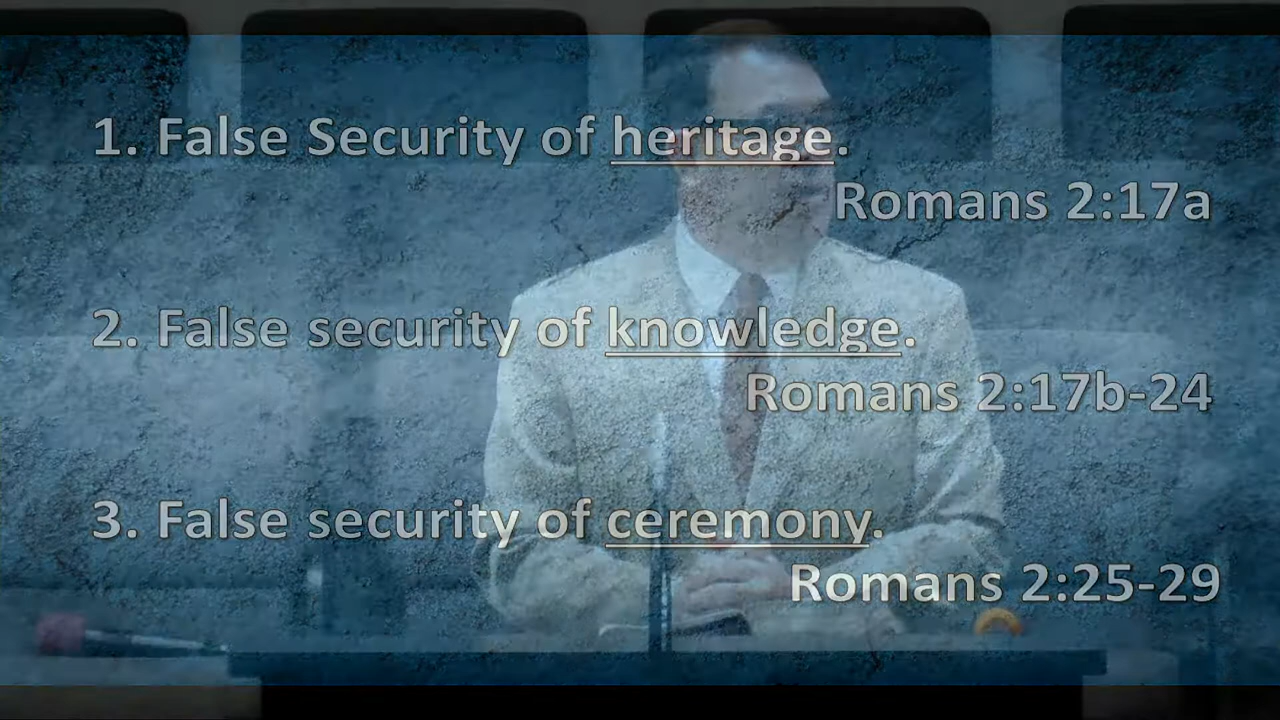 1. False Security of heritage.
Romans 2:17a
2. False security of knowledge.
Romans 2:17b-24
3. False security of ceremony.
Romans 2:25-29